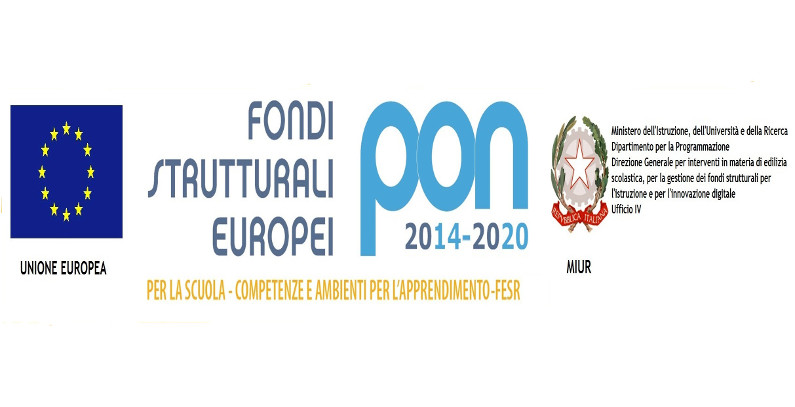 UNIONE EUROPEA
FONDI
STRUTTURALI
EUROPEI
pon
2014-2020
PER LA SCUOLA - COMPETENZE E AMBIENTI PER L'APPRENDIMENTO-FESR
REPVBBLICA ITALIANA
MIUR
Ministero dell'Istruzione, dell'Università e della Ricerca
Dipartimento per la Programmazione
Direzione Generale per interventi in materia di edilizia
scolastica, per la gestione dei fondi strutturali per
l'istruzione e per l'innovazione digitale
Ufficio IV